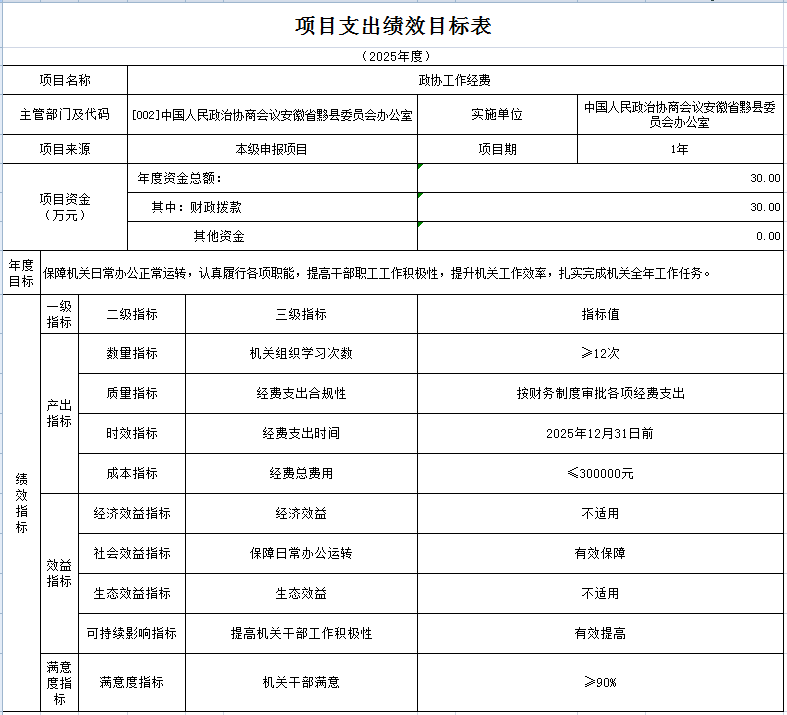 项目支出绩效目标表
（2025年度）
项目名称 政协工作经费
主管部门及代码 [002]中国人民政治协商会议安徽省黟县委员会办公室 实施单位 中国人民政治协商会议安徽省黟县委
员会办公室
项目来源 本级申报项目 项目期 1年
项目资金
（万元）
年度资金总额： 30.00
其中：财政拨款 30.00
其他资金 0.00
年度
目标
保障机关日常办公正常运转，认真履行各项职能，提高干部职工工作积极性，提升机关工作效率，扎实完成机关全年工作任务。
绩
效
指
标
一级
指标
二级指标 三级指标 指标值
产出
指标
数量指标 机关组织学习次数 ≥12次
质量指标 经费支出合规性 按财务制度审批各项经费支出
时效指标 经费支出时间 2025年12月31日前
成本指标 经费总费用 ≤300000元
效益
指标
经济效益指标 经济效益 不适用
社会效益指标 保障日常办公运转 有效保障
生态效益指标 生态效益 不适用
可持续影响指标 提高机关干部工作积极性 有效提高
满意
度指
标
满意度指标 机关干部满意 ≥90%